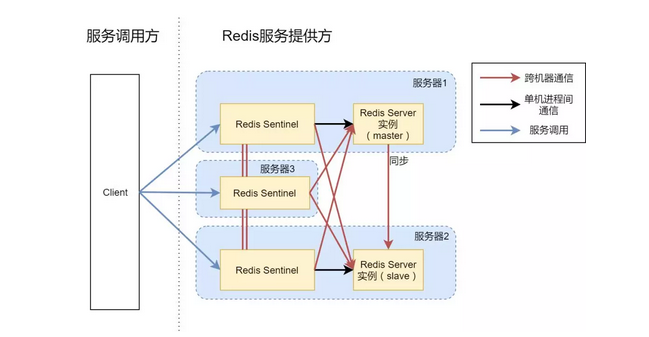 服务调用方
Redis服务提供方
服务器1
Redis Sentinel
Redis Server
实例
（master）
同步
服务器3
Redis Sentinel
Client
服务器2
Redis Sentinel
Redis Server
实例（slave）
跨机器通信
单机进程间
通信
服务调用